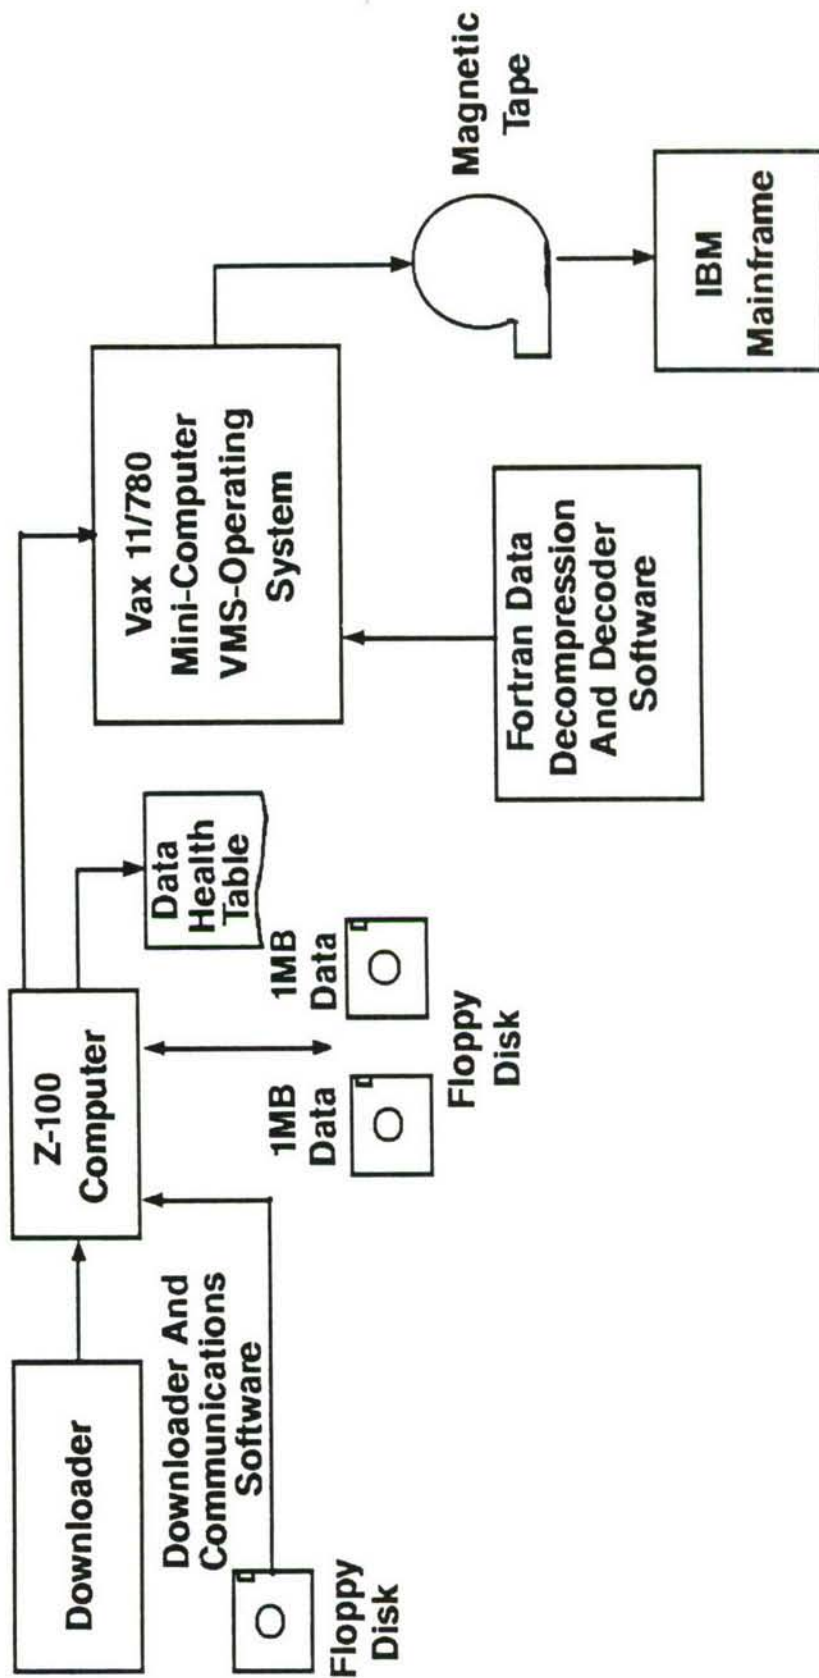 Downloader
Z-100
Computer
Downloader And
Communications
Software
Floppy
Disk
1MB
Data
1MB
Data
Floppy
Disk
Data
Health
Table
Vax 11/780
Mini-Computer
VMS-Operating
System
Fortran Data
Decompression
And Decoder
Software
Magnetic
Tape
IBM
Mainframe